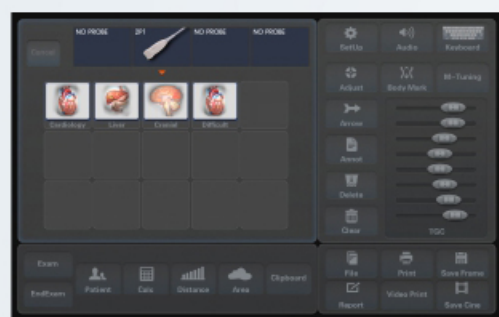 NO PROBE 2P1 NO PROBE NO PROBE
Cancel
Cardiology Liver Cranial Difficult
SetUp Audio Keyboard
Adjust Body Mark M-Tuning
Arrow
Annot
Delete
Clear
TGC
Exam
EndExam
Patient Calc Distance Area Clipboard
File Print Save Frame
Report Video Print Save Cine